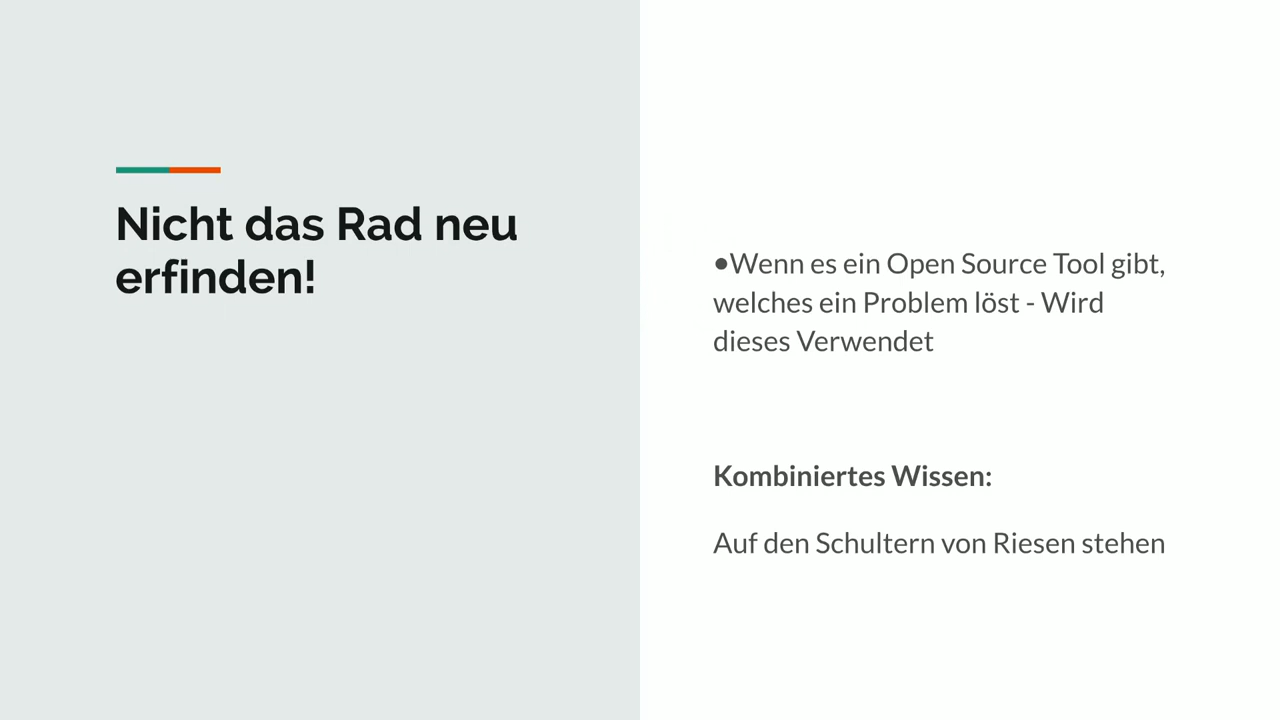 Nicht das Rad neu
erfinden!
•Wenn es ein Open Source Tool gibt,
welches ein Problem löst - Wird
dieses Verwendet
Kombiniertes Wissen:
Auf den Schultern von Riesen stehen